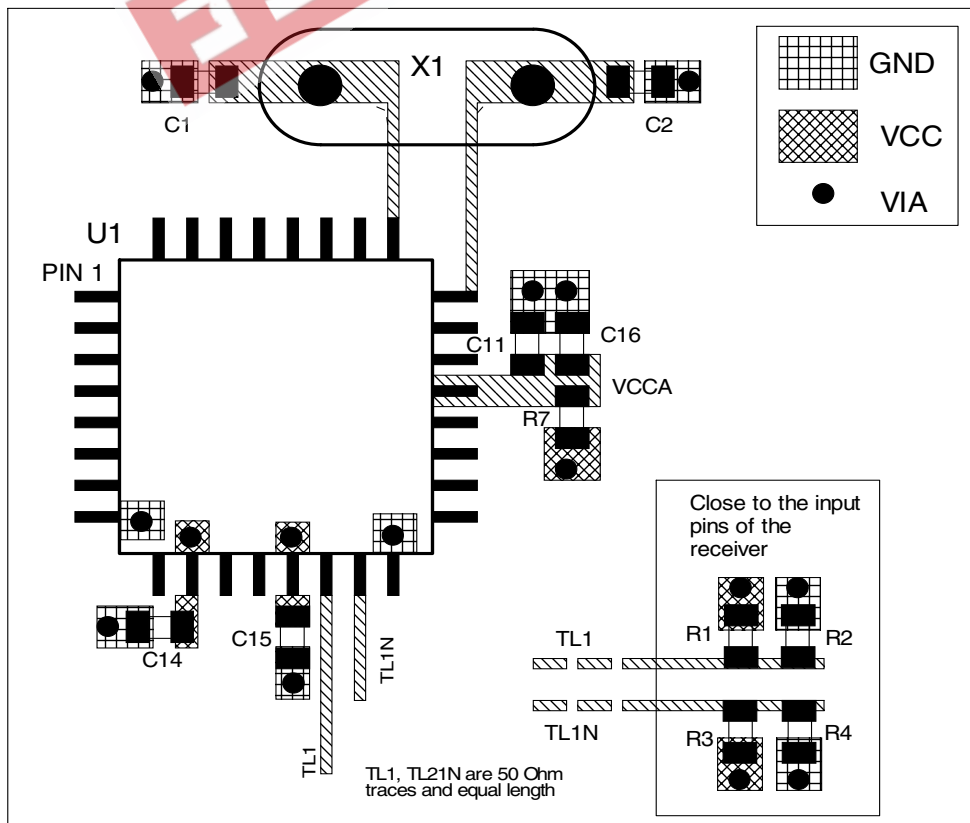 X1
GND
C1
C2
VCC
VIA
U1
PIN 1
C11
C16
VCCA
R7
Close to the input
pins of the
receiver
C14
C15
TL1N
TL1
TL1
R1
R2
TL1N
R3
R4
TL1, TL21N are 50 Ohm
traces and equal length